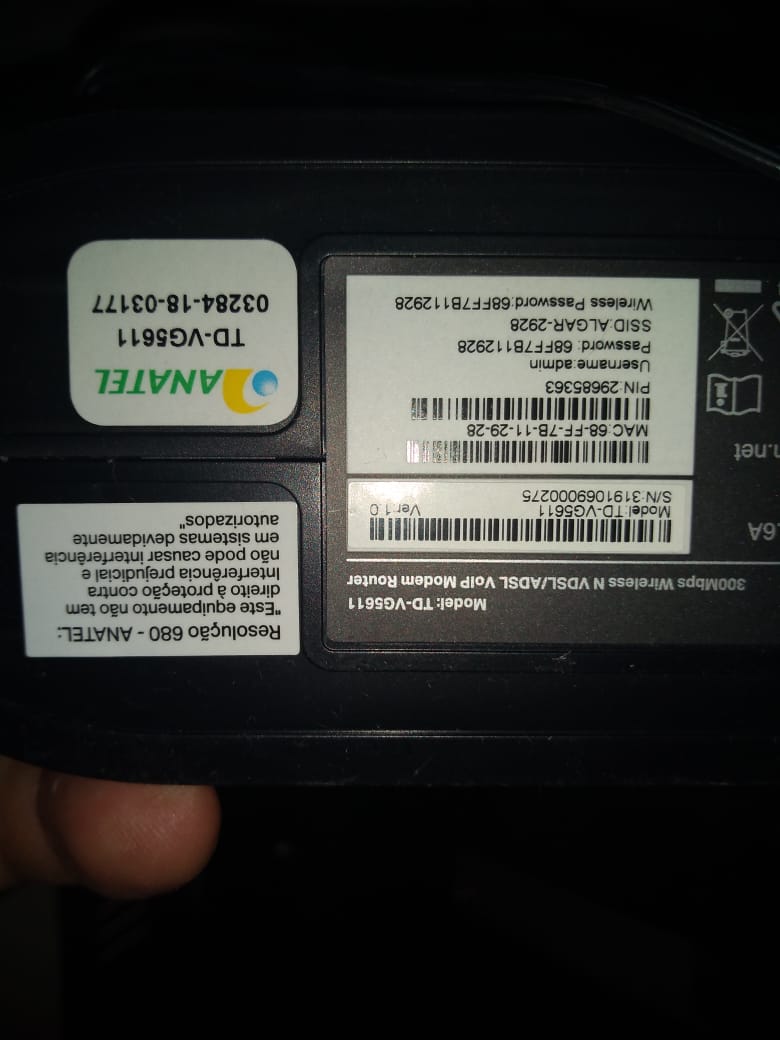 Model: TD-VG5611
300Mbps Wireless N VDSL/ADSL VoIP Modem Router
.6A
Model:TD-VG5611 Ver:1.0
S/N:3191069000275
.net
MAC:68-FF-7B-11-29-28
PIN:29685363
Username:admin
Password: 68FF7B112928
SSID:ALGAR-2928
Wireless Password:68FF7B112928
Resolução 680 - ANATEL:
"Este equipamento não tem
direito à proteção contra
Interferência prejudicial e
não pode causar interferência
em sistemas devidamente
autorizados"
ANATEL
TD-VG5611
03284-18-03177